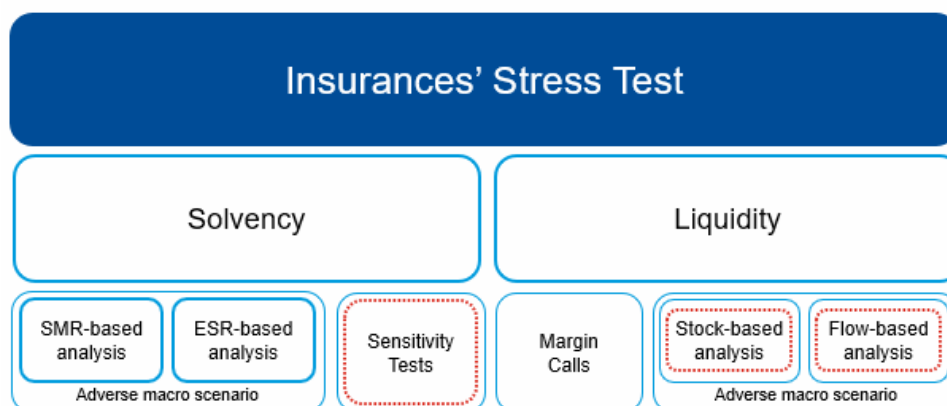 Insurances' Stress Test
Solvency
Liquidity
SMR-based
analysis
ESR-based
analysis
Adverse macro scenario
Sensitivity
Tests
Margin
Calls
Stock-based
analysis
Flow-based
analysis
Adverse macro scenario